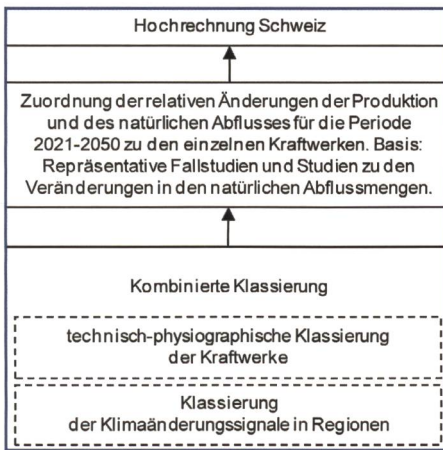 Hochrechnung Schweiz
Zuordnung der relativen Änderungen der Produktion
und des natürlichen Abflusses für die Periode
2021-2050 zu den einzelnen Kraftwerken. Basis:
Repräsentative Fallstudien und Studien zu den
Veränderungen in den natürlichen Abflussmengen.
Kombinierte Klassierung
technisch-physiographische Klassierung
der Kraftwerke
Klassierung
der Klimaänderungssignale in Regionen